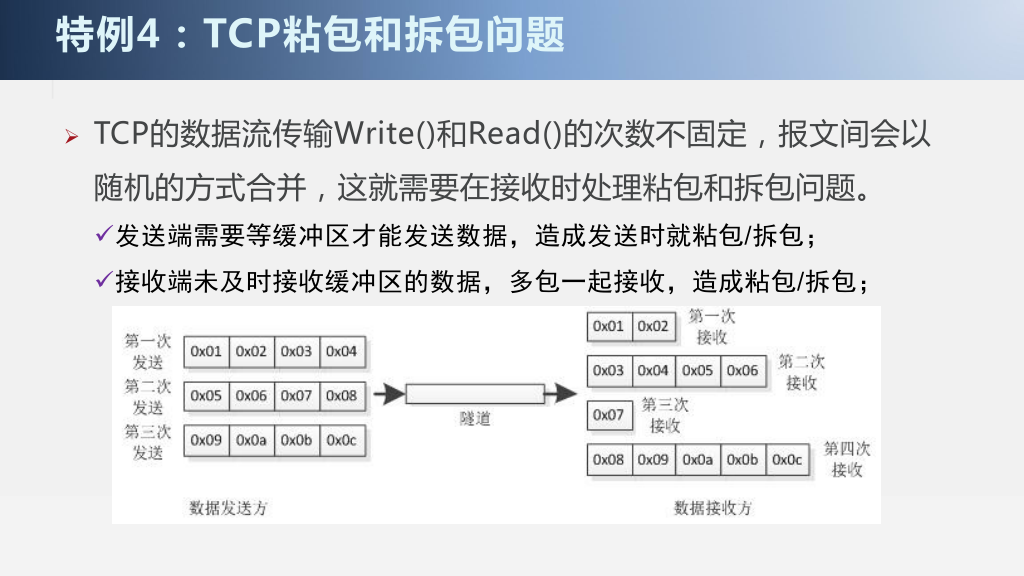 特例4：TCP粘包和拆包问题
TCP的数据流传输Write()和Read()的次数不固定，报文间会以
随机的方式合并，这就需要在接收时处理粘包和拆包问题。
发送端需要等缓冲区才能发送数据，造成发送时就粘包/拆包；
接收端未及时接收缓冲区的数据，多包一起接收，造成粘包/拆包；
第一次
发送
0x01 0x02 0x03 0x04
第二次
发送
0x05 0x06 0x07 0x08
第三次
发送
0x09 0x0a 0x0b 0x0c
数据发送方
隧道
0x01 0x02
第一次
接收
0x03 0x04 0x05 0x06
第二次
接收
0x07
第三次
接收
0x08 0x09 0x0a 0x0b 0x0c
第四次
接收
数据接收方